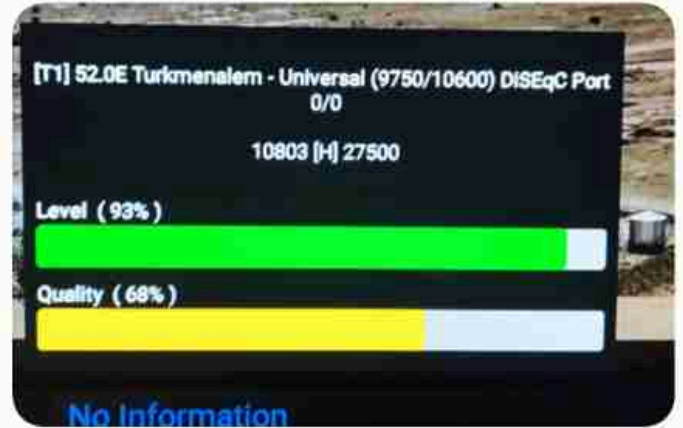 [T1] 52.0E Turkmenalem - Universal (9750/10600) DISEqC Port
0/0
10803 [H] 27500
Level ( 93% )
Quality ( 68% )
No Information